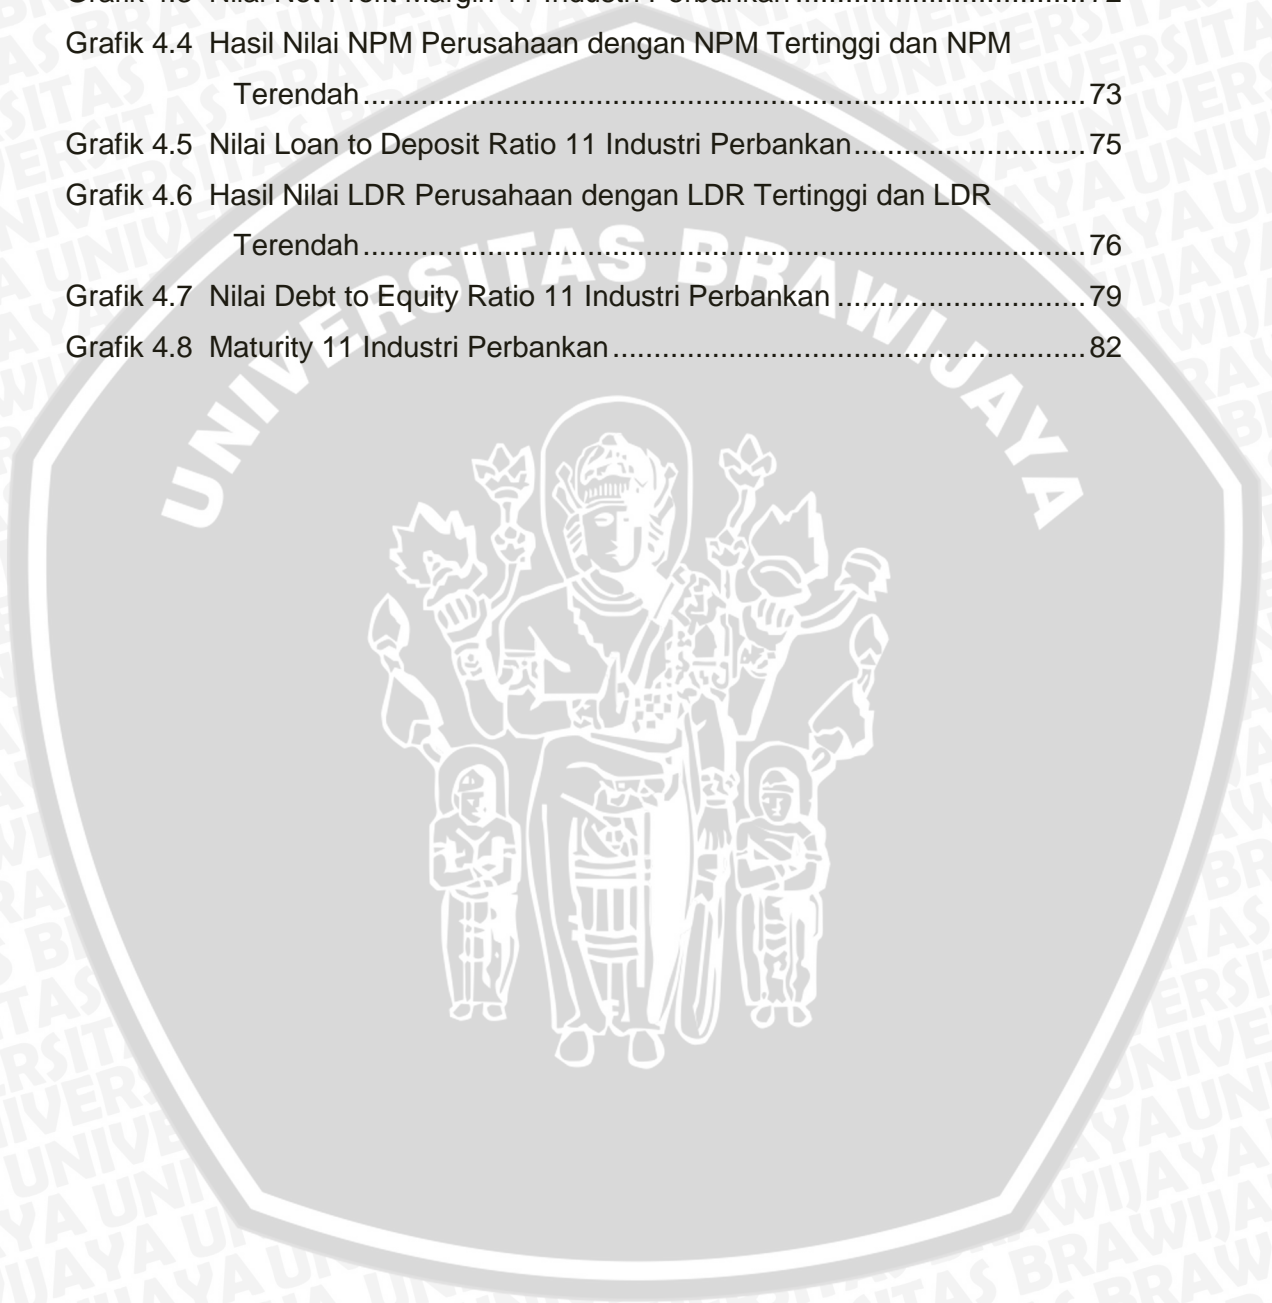 Grafik 4.4 Hasil Nilai NPM Perusahaan dengan NPM Tertinggi dan NPM
Terendah........................................................................................... 73
Grafik 4.5 Nilai Loan to Deposit Ratio 11 Industri Perbankan............................. 75
Grafik 4.6 Hasil Nilai LDR Perusahaan dengan LDR Tertinggi dan LDR
Terendah........................................................................................... 76
Grafik 4.7 Nilai Debt to Equity Ratio 11 Industri Perbankan ............................... 79
Grafik 4.8 Maturity 11 Industri Perbankan........................................................... 82
UNIVERSITAS BRAWIJAYA